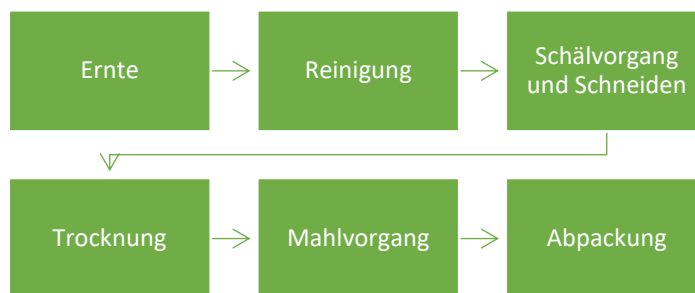 Ernte
Reinigung
Schälvorgang
und Schneiden
Trocknung
Mahlvorgang
Abpackung